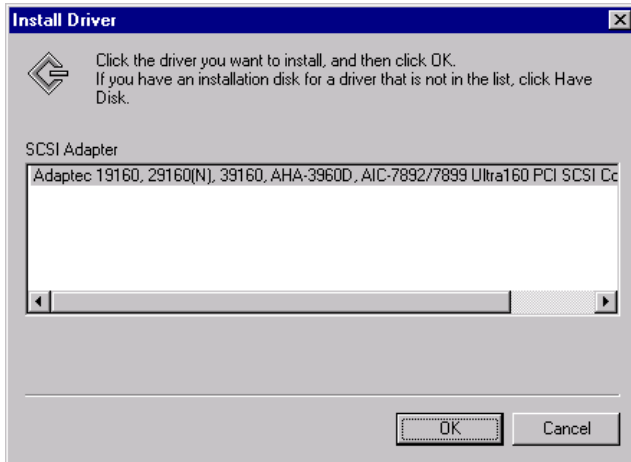 Install Driver
Click the driver you want to install, and then click OK.
If you have an installation disk for a driver that is not in the list, click Have
Disk.
SCSI Adapter
Adaptec 19160, 29160(N), 39160, AHA-3960D, AIC-7892/7899 Ultra160 PCI SCSI Cc
OK
Cancel